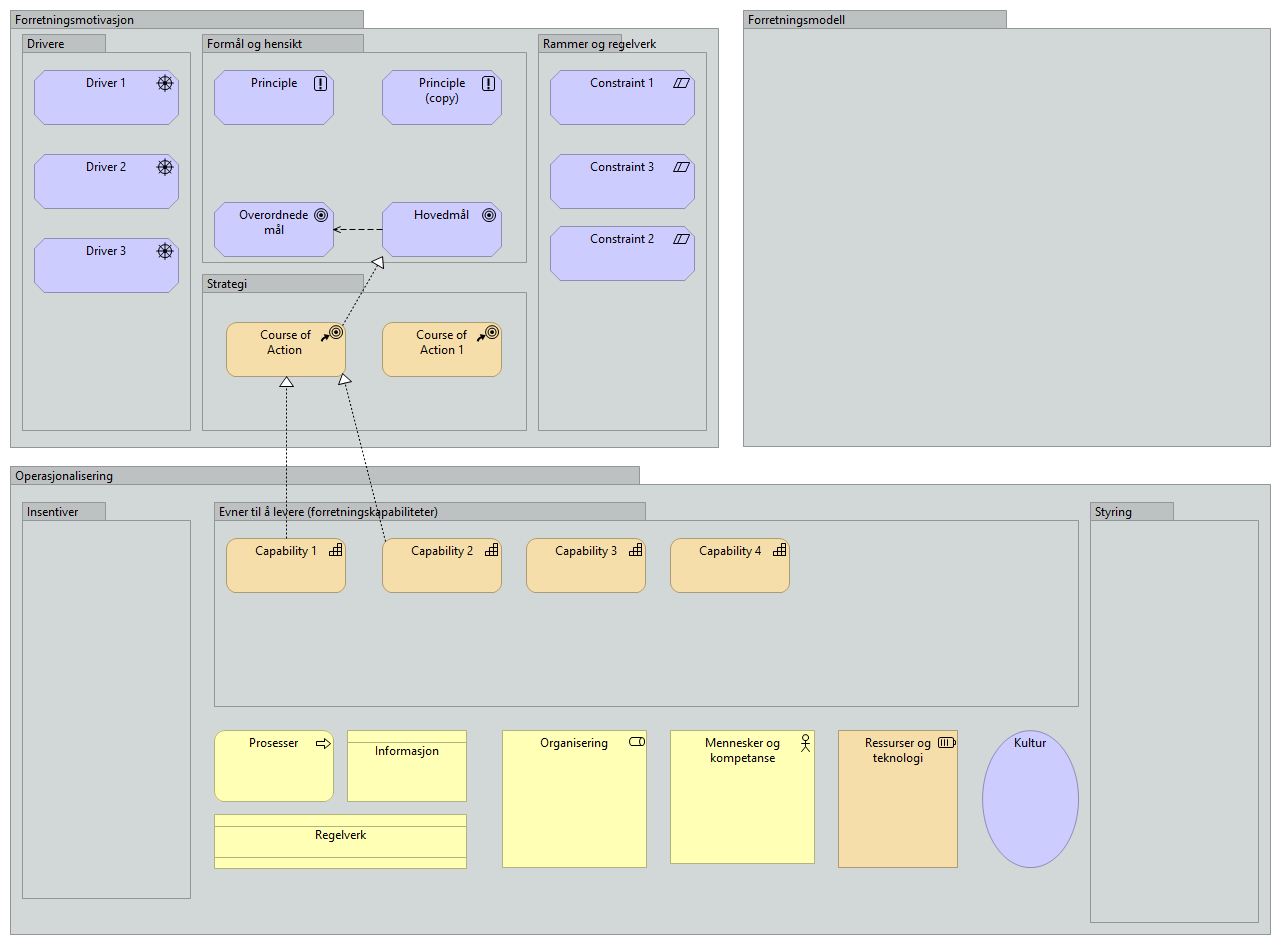 Forretningsmotivasjon
Drivere
Driver 1
Driver 2
Driver 3
Formål og hensikt
Principle
Principle
(copy)
Overordnede
mål
Hovedmål
Strategi
Course of
Action
Course of
Action 1
Rammer og regelverk
Constraint 1
Constraint 3
Constraint 2
Forretningsmodell
Operasjonalisering
Insentiver
Evner til å levere (forretningskapabiliteter)
Capability 1
Capability 2
Capability 3
Capability 4
Prosesser
Informasjon
Regelverk
Organisering
Mennesker og
kompetanse
Ressurser og
teknologi
Kultur
Styring